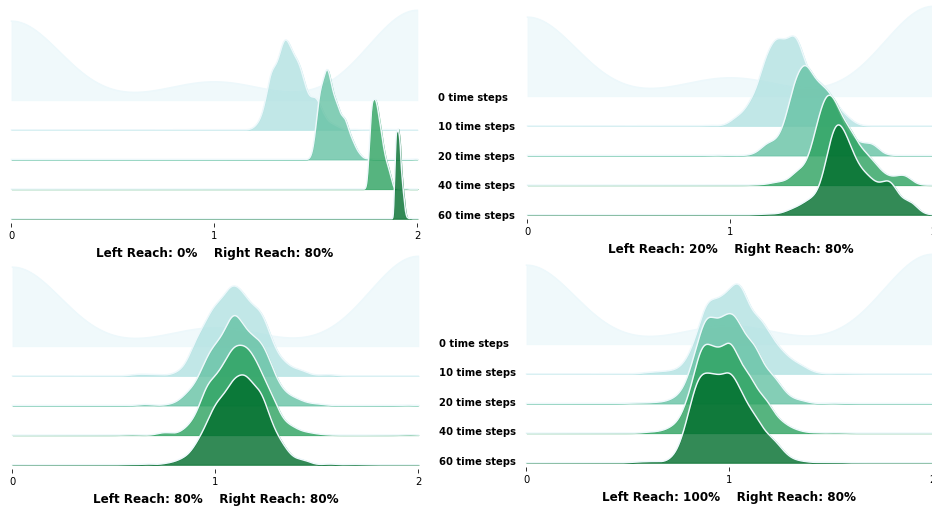 0 time steps
10 time steps
20 time steps
40 time steps
60 time steps
0 1 2
0 1
Left Reach: 0% Right Reach: 80%
Left Reach: 20% Right Reach: 80%
0 time steps
10 time steps
20 time steps
40 time steps
60 time steps
0 1
0 1 2
Left Reach: 80% Right Reach: 80%
Left Reach: 100% Right Reach: 80%